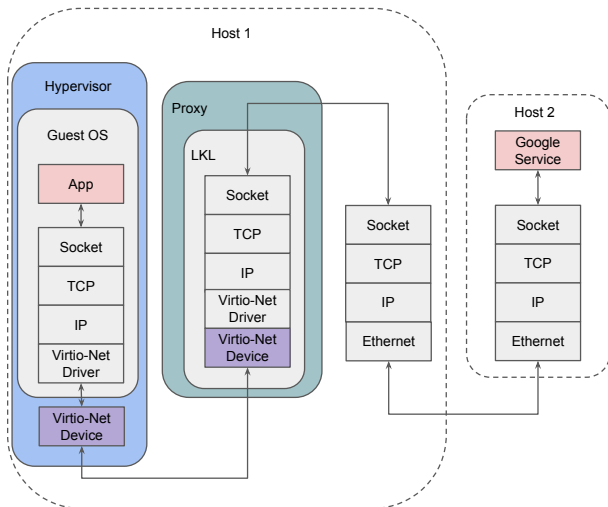 Host 1
Hypervisor
Guest OS
App
Socket
TCP
IP
Virtio-Net
Driver
Virtio-Net
Device
Proxy
LKL
Socket
TCP
IP
Virtio-Net
Driver
Virtio-Net
Device
Socket
TCP
IP
Ethernet
Host 2
Google
Service
Socket
TCP
IP
Ethernet